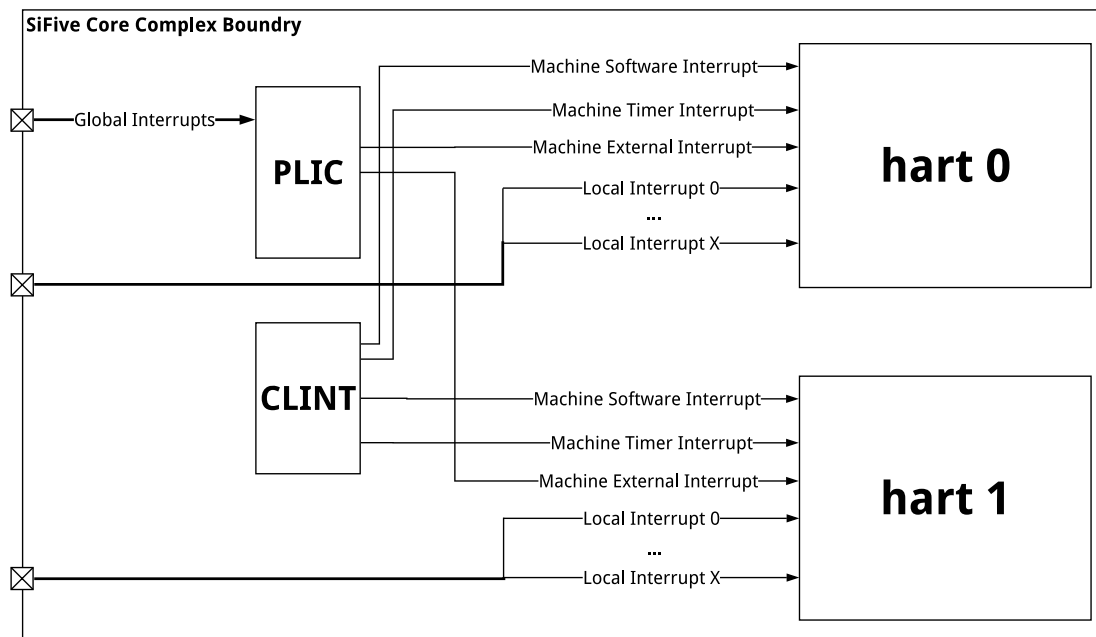 SiFive Core Complex Boundry
Machine Software Interrupt
Global Interrupts
Machine Timer Interrupt
PLIC
Machine External Interrupt
hart 0
Local Interrupt 0
...
Local Interrupt X
CLINT
Machine Software Interrupt
Machine Timer Interrupt
Machine External Interrupt
hart 1
Local Interrupt 0
...
Local Interrupt X